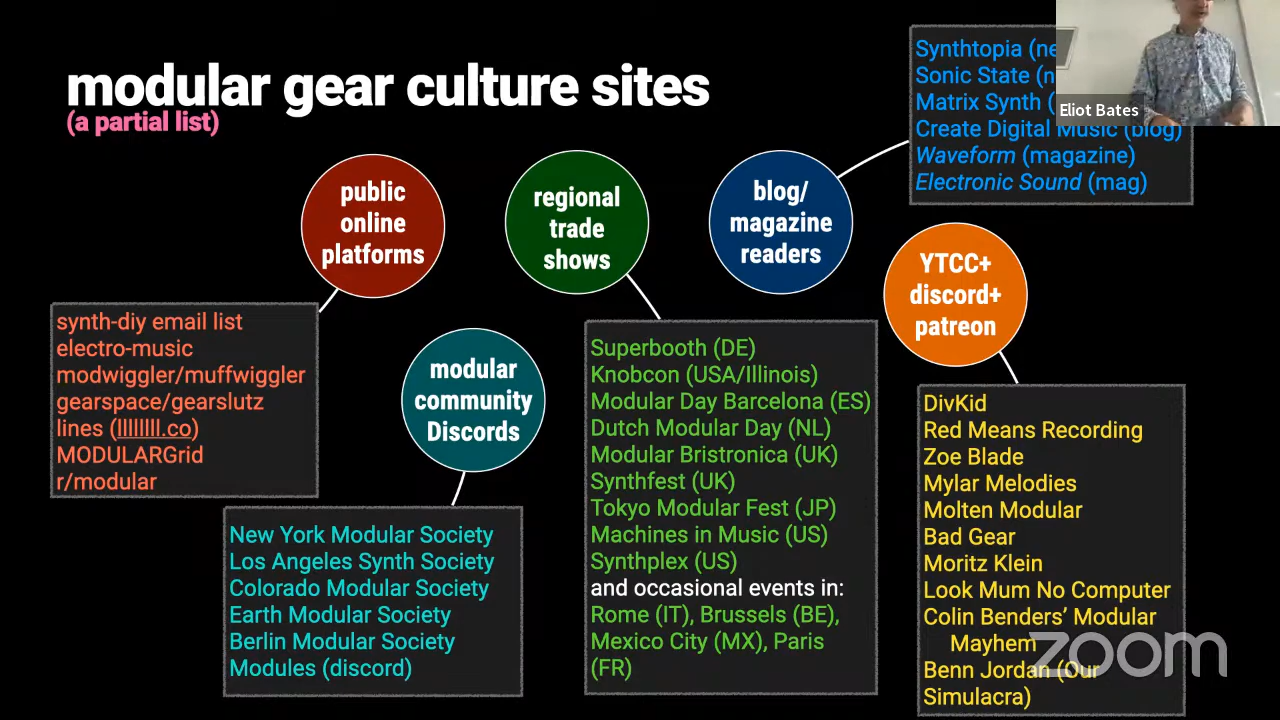 modular gear culture sites
(a partial list)
public
online
platforms
synth-diy email list
electro-music
modwiggler/muffwiggler
gearspace/gearslutz
lines (llllllll.co)
MODULARGrid
r/modular
modular
community
Discords
New York Modular Society
Los Angeles Synth Society
Colorado Modular Society
Earth Modular Society
Berlin Modular Society
Modules (discord)
regional
trade
shows
Superbooth (DE)
Knobcon (USA/Illinois)
Modular Day Barcelona (ES)
Dutch Modular Day (NL)
Modular Bristronica (UK)
Synthfest (UK)
Tokyo Modular Fest (JP)
Machines in Music (US)
Synthplex (US)
and occasional events in:
Rome (IT), Brussels (BE),
Mexico City (MX), Paris
(FR)
blog/
magazine
readers
Synthtopia
Sonic State
Matrix Synth
Create Digital Music (blog)
Waveform (magazine)
Electronic Sound (mag)
Eliot Bates
YTCC+
discord+
patreon
DivKid
Red Means Recording
Zoe Blade
Mylar Melodies
Molten Modular
Bad Gear
Moritz Klein
Look Mum No Computer
Colin Benders' Modular
Mayhem
Benn Jordan (Our
Simulacra)
zoom